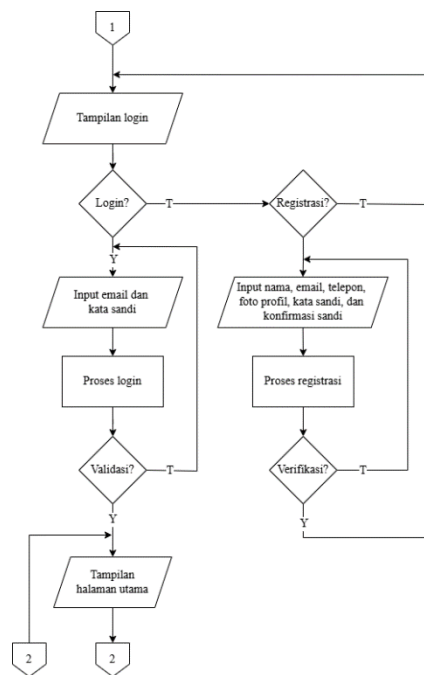 1
Tampilan login
Login?
T
Registrasi?
T
Y
Input email dan
kata sandi
Input nama, email, telepon,
foto profil, kata sandi, dan
konfirmasi sandi
Proses login
Proses registrasi
Validasi?
T
Verifikasi?
T
Y
Y
Tampilan
halaman utama
2
2